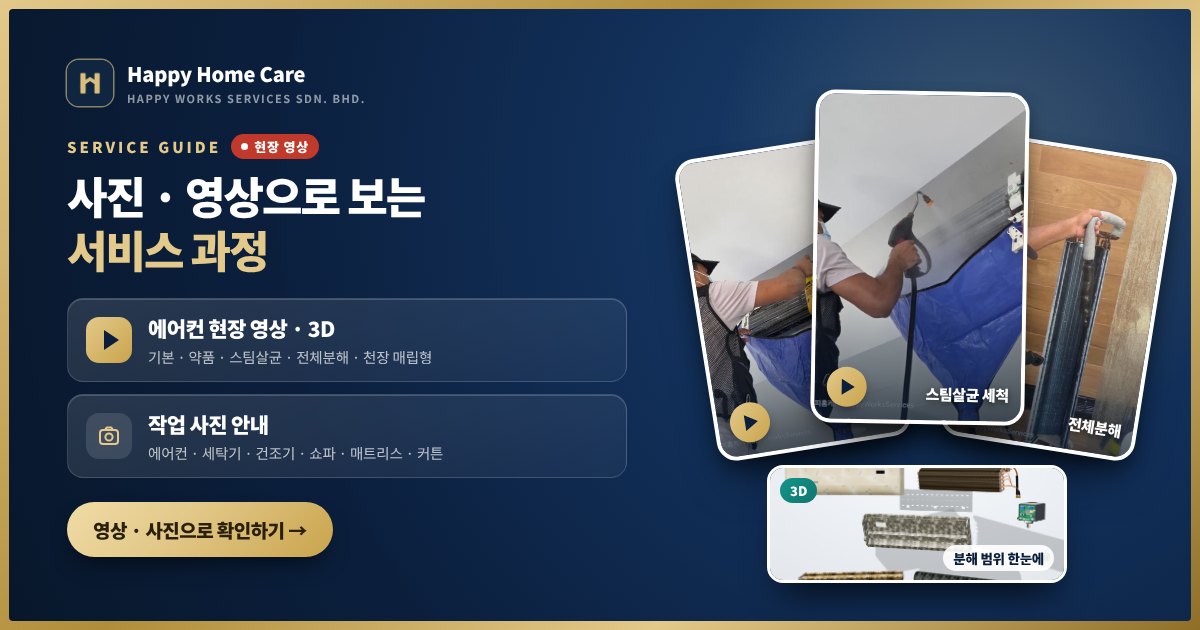 Happy Home Care
HAPPY WORKS SERVICES SDN. BHD.
SERVICE GUIDE
현장 영상
사진 · 영상으로 보는
서비스 과정
에어컨 현장 영상 · 3D
기본 · 약품 · 스팀살균 · 전체분해 · 천장 매립형
작업 사진 안내
에어컨 · 세탁기 · 건조기 · 쇼파 · 매트리스 · 커튼
영상 · 사진으로 확인하기 →
스팀살균 세척
전체분해
3D
분해 범위 한눈에